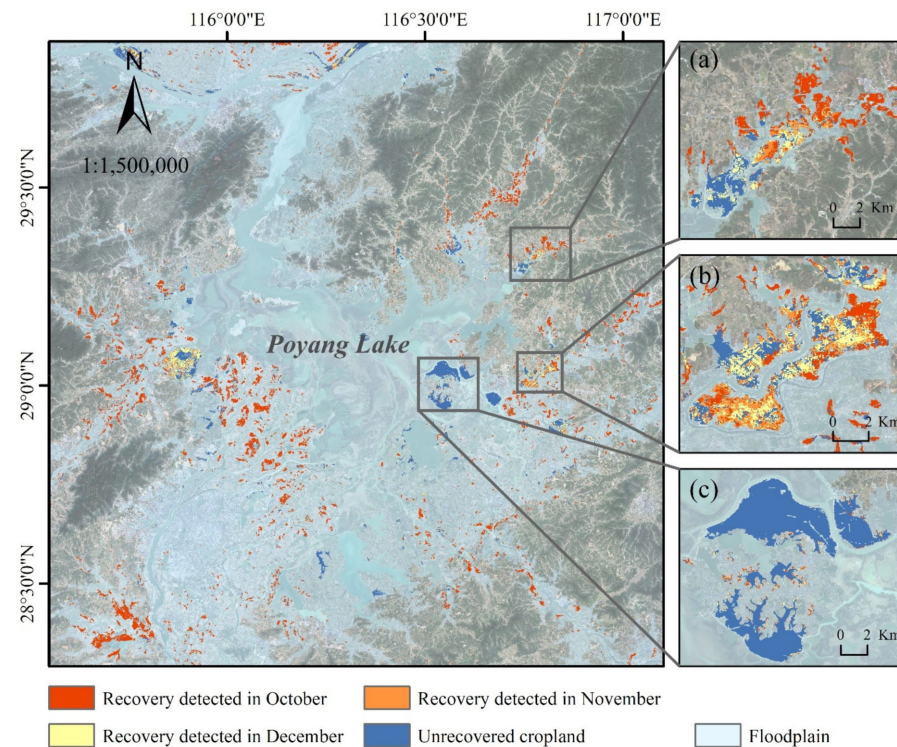 116°0'0"E 116°30'0"E 117°0'0"E
N
1:1,500,000
29°30'0"N
29°0'0"N
28°30'0"N
Poyang Lake
(a)
0 2 Km
(b)
0 2 Km
(c)
0 2 Km
Recovery detected in October
Recovery detected in November
Recovery detected in December
Unrecovered cropland
Floodplain